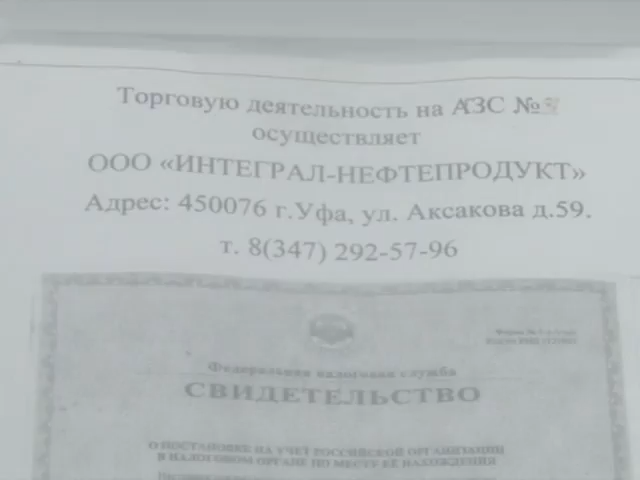 Торговую деятельность на АЗС №
осуществляет
ООО «ИНТЕГРАЛ-НЕФТЕПРОДУКТ»
Адрес: 450076 г.Уфа, ул. Аксакова д.59.
т. 8(347) 292-57-96
Федеральная налоговая служба
СВИДЕТЕЛЬСТВО
О ПОСТАНОВКЕ НА УЧЕТ РОССИЙСКОЙ ОРГАНИЗАЦИИ
В НАЛОГОВОМ ОРГАНЕ ПО МЕСТУ ЕЁ НАХОЖДЕНИЯ